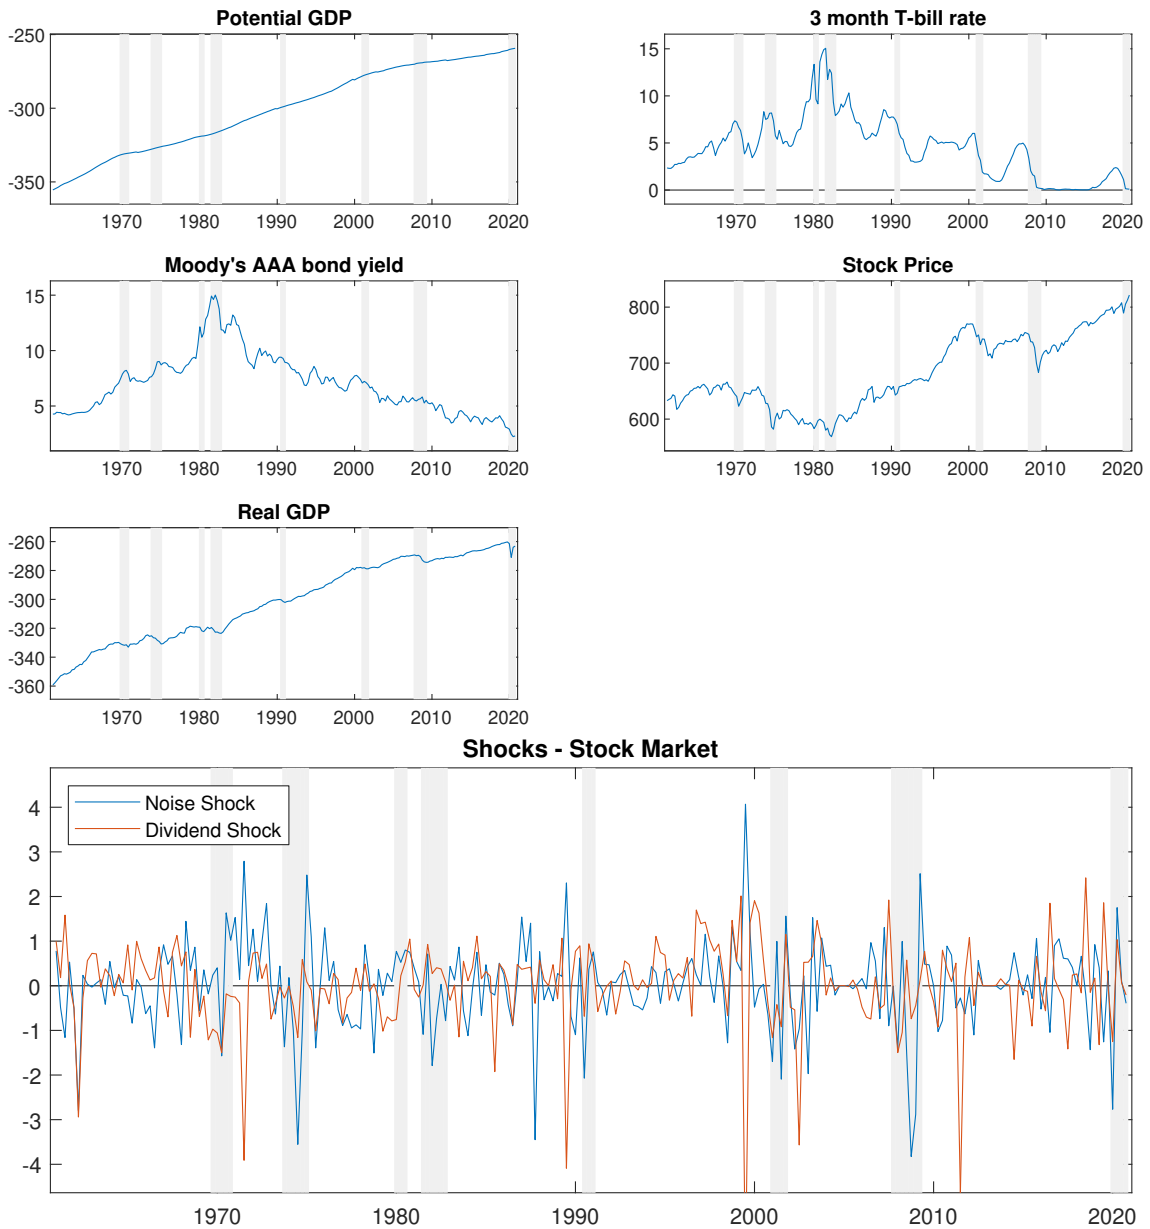 Potential GDP
-250
-300
-350
1970 1980 1990 2000 2010 2020
3 month T-bill rate
15
10
5
0
1970 1980 1990 2000 2010 2020
Moody's AAA bond yield
15
10
5
1970 1980 1990 2000 2010 2020
Stock Price
800
700
600
1970 1980 1990 2000 2010 2020
Real GDP
-260
-280
-300
-320
-340
-360
1970 1980 1990 2000 2010 2020
Shocks - Stock Market
Noise Shock
Dividend Shock
4
3
2
1
0
-1
-2
-3
-4
1970 1980 1990 2000 2010 2020